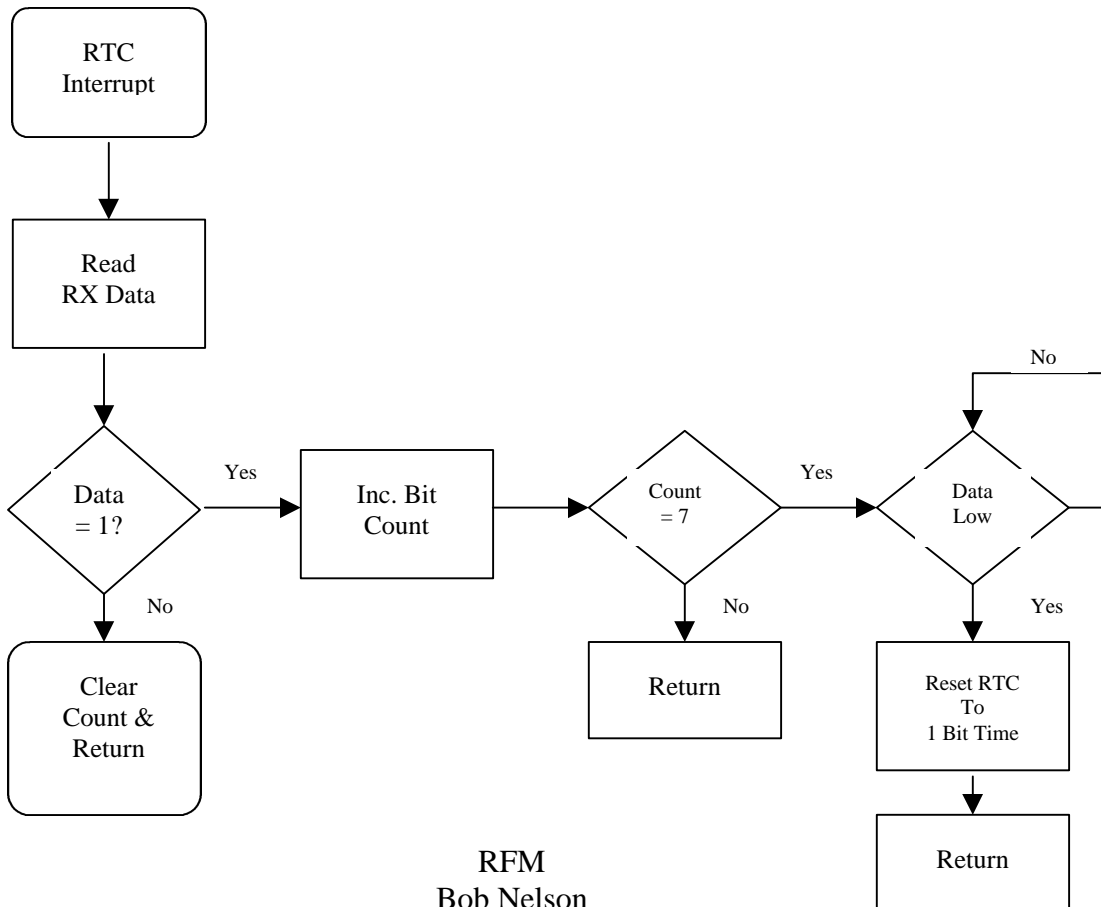 RTC
Interrupt
Read
RX Data
No
Data
= 1?
Yes
Inc. Bit
Count
Count
= 7
Yes
Data
Low
No
No
Yes
Clear
Count &
Return
Return
Reset RTC
To
1 Bit Time
Return
RFM
Bob Nelson